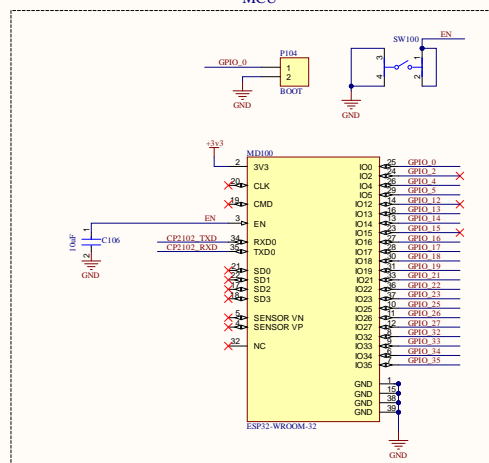 MCU
SW100
EN
3
4
1
2
P104
GPIO_0
1
2
BOOT
GND
GND
+3v3
MD100
2 3V3 IO0 25 GPIO_0
20 CLK IO2 24 GPIO_2
IO4 26 GPIO_4
IO5 29 GPIO_5
19 CMD IO12 14 GPIO_12
IO13 16 GPIO_13
EN 3 EN IO14 13 GPIO_14
IO15 23 GPIO_15
CP2102_TXD 34 RXD0 IO16 27 GPIO_16
CP2102_RXD 35 TXD0 IO17 28 GPIO_17
IO18 30 GPIO_18
21 SD0 IO19 31 GPIO_19
22 SD1 IO21 33 GPIO_21
17 SD2 IO22 36 GPIO_22
18 SD3 IO23 37 GPIO_23
IO25 10 GPIO_25
5 SENSOR VN IO26 11 GPIO_26
4 SENSOR VP IO27 12 GPIO_27
IO32 8 GPIO_32
32 NC IO33 9 GPIO_33
IO34 6 GPIO_34
IO35 7 GPIO_35
1
10uF
C106
2
GND
GND 1
GND 15
GND 38
GND 39
ESP32-WROOM-32
GND